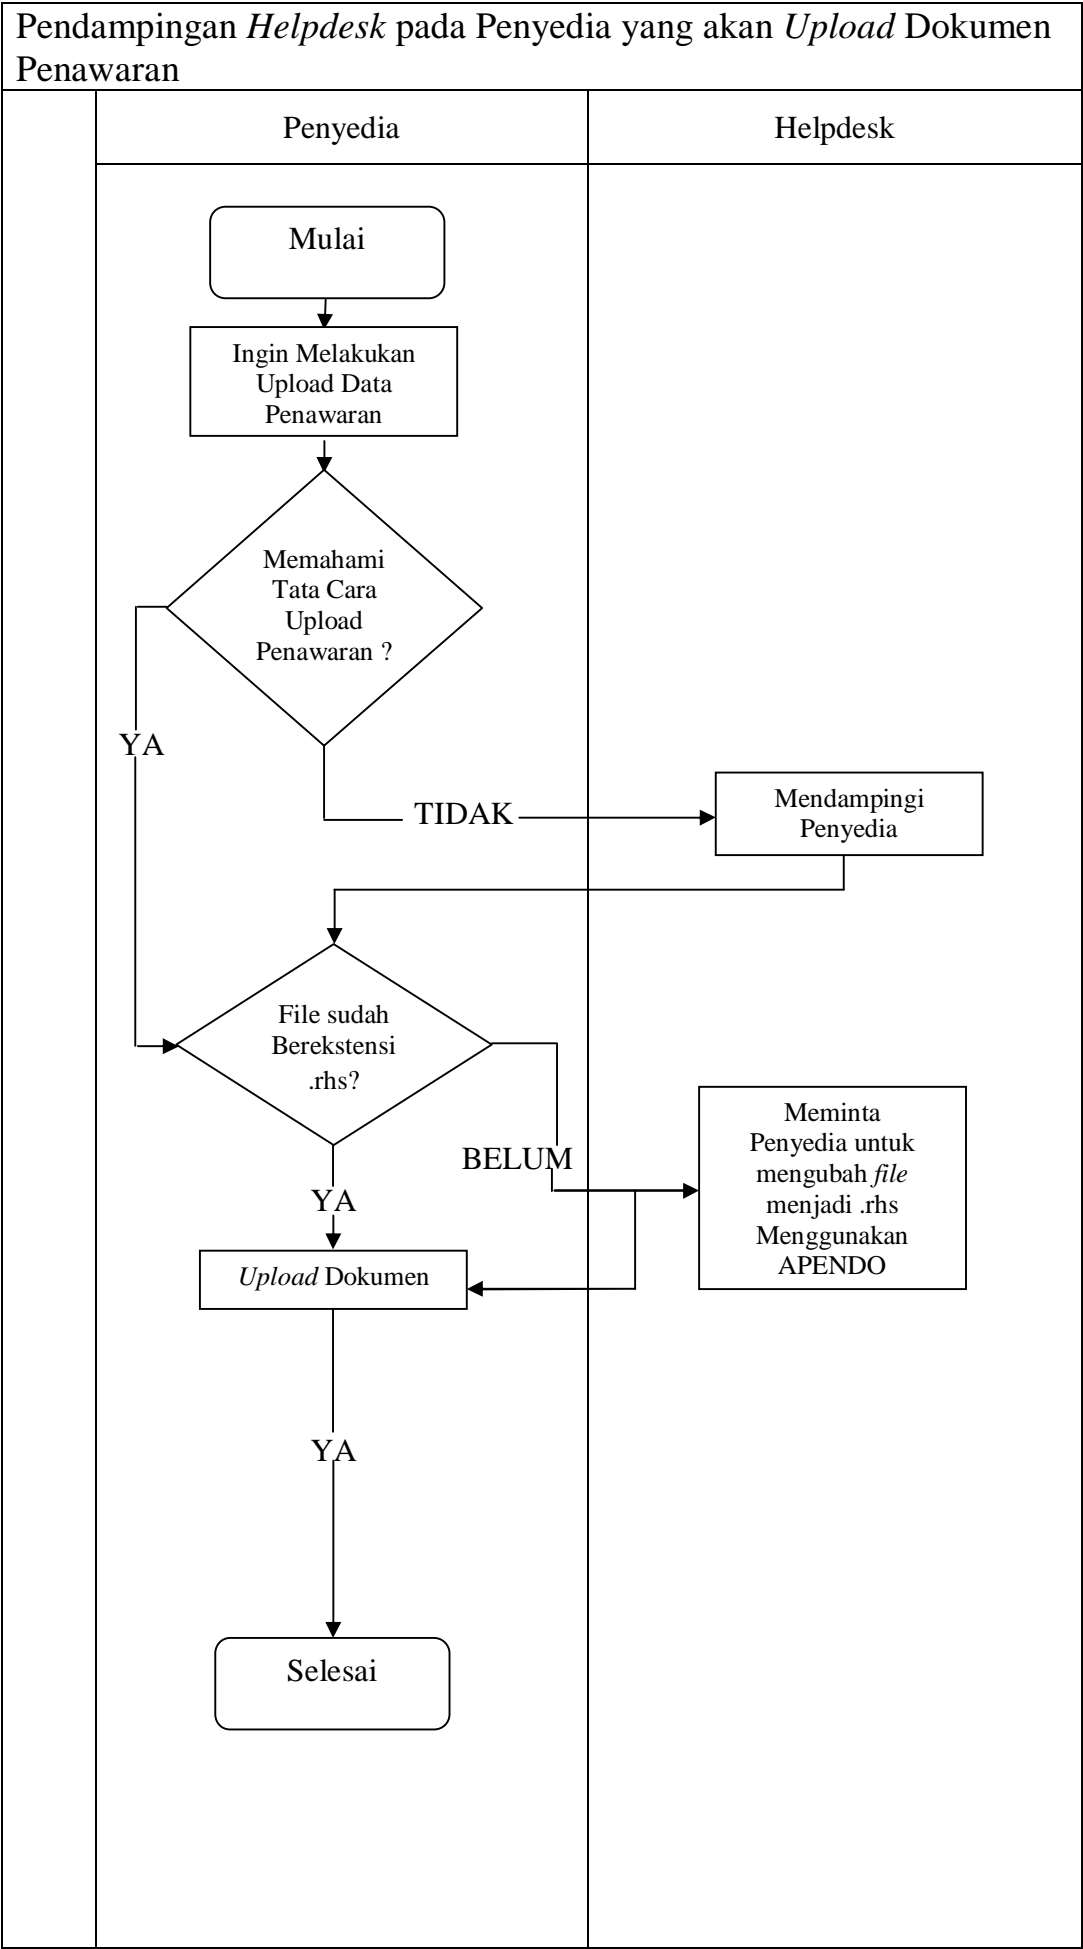 Pendampingan Helpdesk pada Penyedia yang akan Upload Dokumen
Penawaran
Penyedia
Helpdesk
Mulai
Ingin Melakukan
Upload Data
Penawaran
Memahami
Tata Cara
Upload
Penawaran ?
YA
TIDAK
Mendampingi
Penyedia
File sudah
Berekstensi
.rhs?
BELUM
Meminta
Penyedia untuk
mengubah file
menjadi .rhs
Menggunakan
APENDO
YA
Upload Dokumen
YA
Selesai